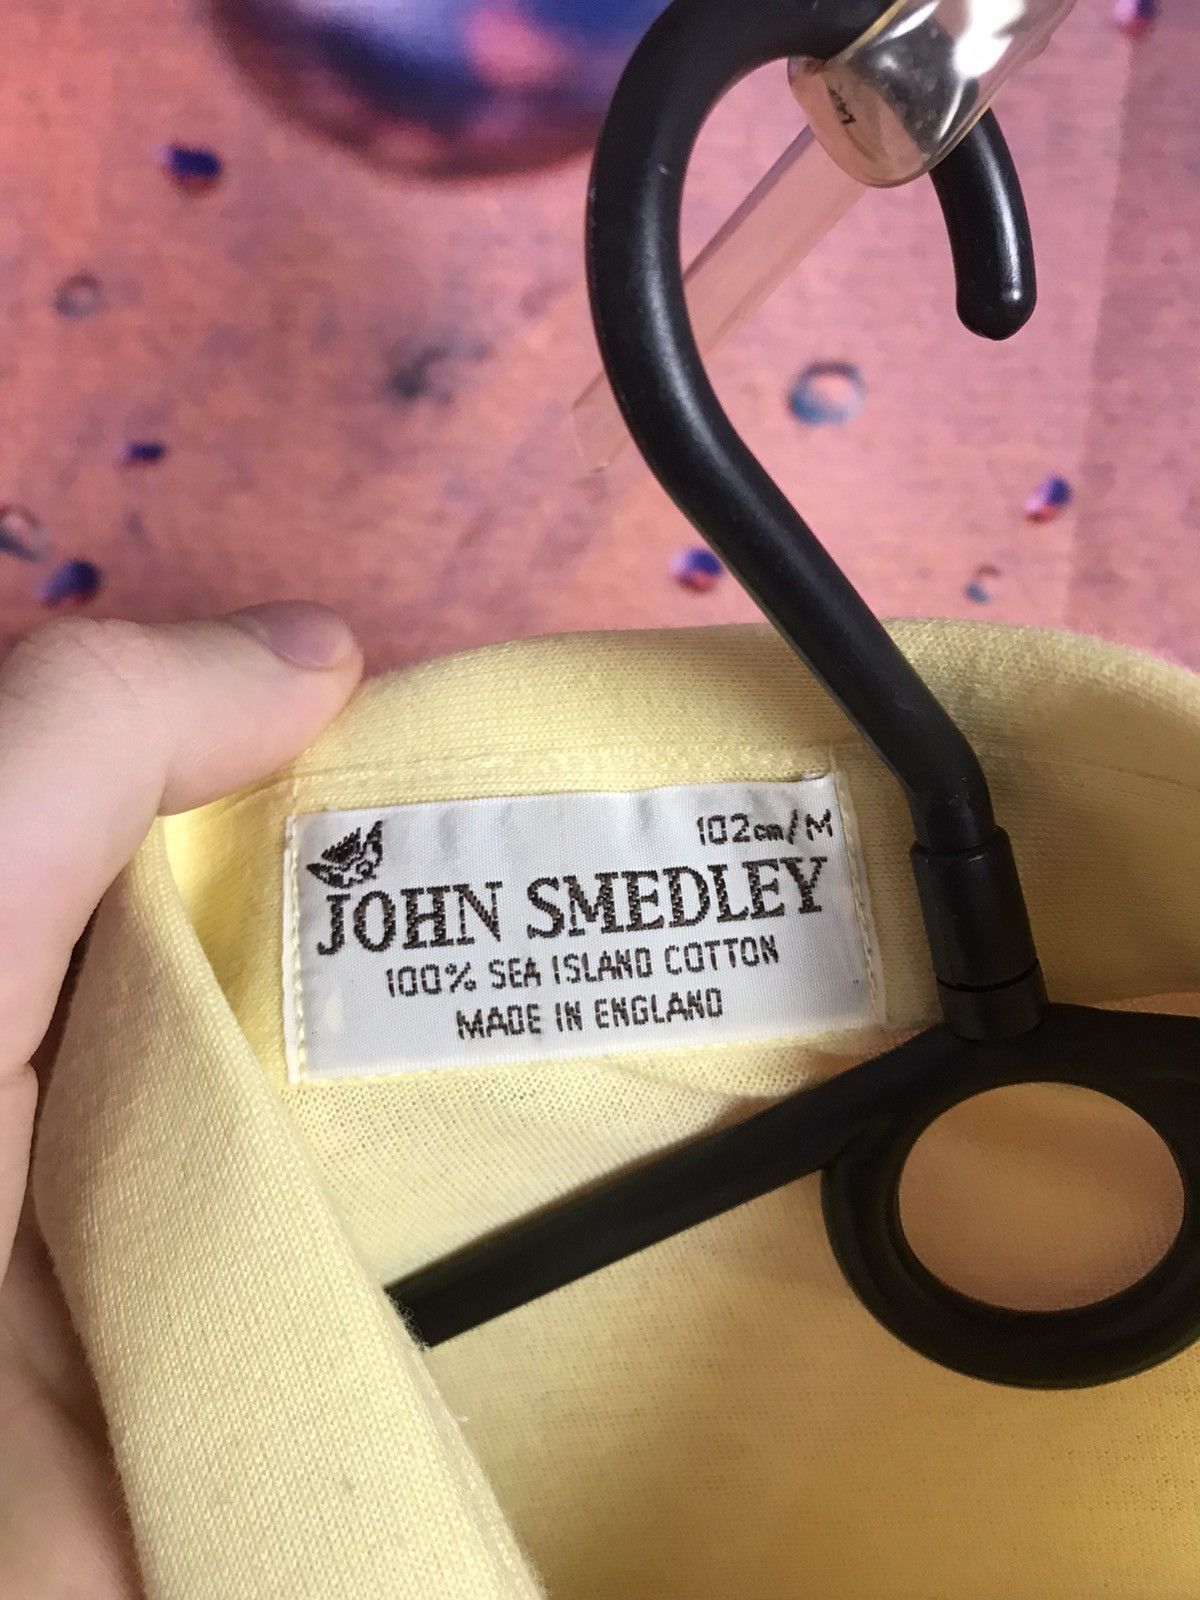 102cm/M
JOHN SMEDLEY
100% SEA ISLAND COTTON
MADE IN ENGLAND